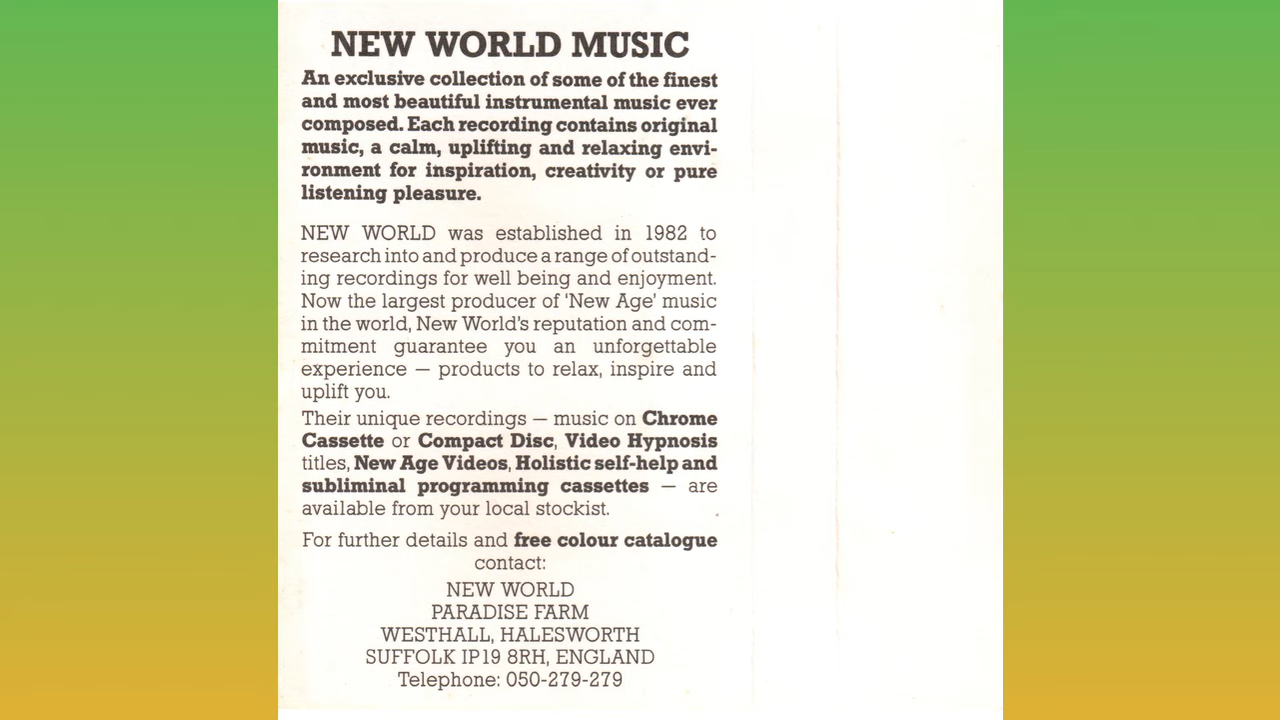 NEW WORLD MUSIC
An exclusive collection of some of the finest
and most beautiful instrumental music ever
composed. Each recording contains original
music, a calm, uplifting and relaxing envi-
ronment for inspiration, creativity or pure
listening pleasure.
NEW WORLD was established in 1982 to
research into and produce a range of outstand-
ing recordings for well being and enjoyment.
Now the largest producer of 'New Age' music
in the world, New World's reputation and com-
mitment guarantee you an unforgettable
experience — products to relax, inspire and
uplift you.
Their unique recordings — music on Chrome
Cassette or Compact Disc, Video Hypnosis
titles, New Age Videos, Holistic self-help and
subliminal programming cassettes — are
available from your local stockist.
For further details and free colour catalogue
contact:
NEW WORLD
PARADISE FARM
WESTHALL, HALESWORTH
SUFFOLK IP19 8RH, ENGLAND
Telephone: 050-279-279